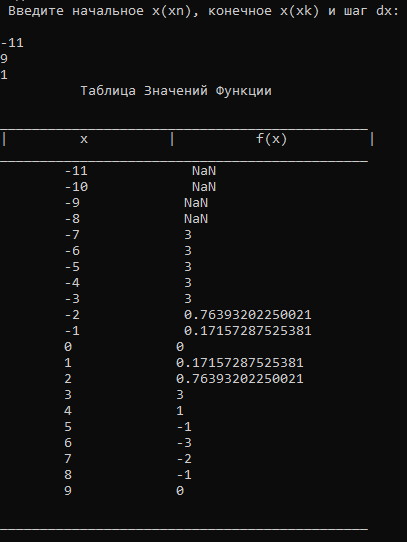 Введите начальное x(xn), конечное x(xk) и шаг dx:
-11
9
1
Таблица Значений Функции
| x | f(x) |
-11 NaN
-10 NaN
-9 NaN
-8 NaN
-7 3
-6 3
-5 3
-4 3
-3 3
-2 0.76393202250021
-1 0.17157287525381
0 0
1 0.17157287525381
2 0.76393202250021
3 3
4 1
5 -1
6 -3
7 -2
8 -1
9 0